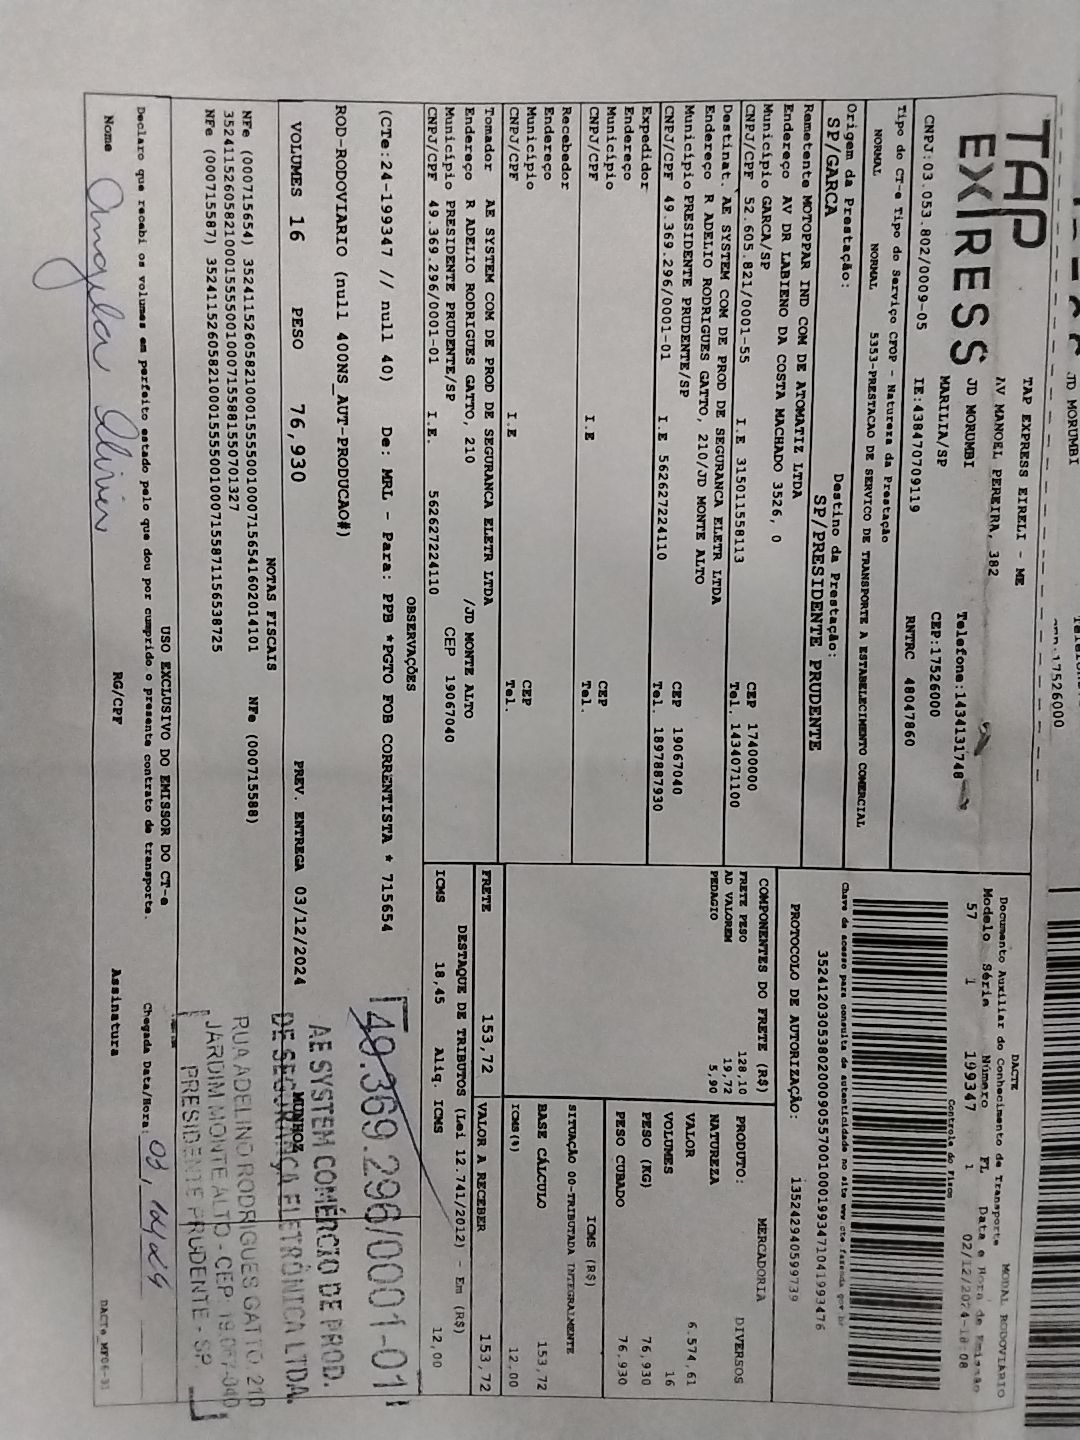 TAP
EXPRESS
TAP EXPRESS EIRELI - ME
AV MANOEL PEREIRA, 382
JD MORUMBI
MARILIA/SP
Telefone:1434131748
CEP:17526000
CNPJ:03.053.802/0009-05
IE:438470709119
RNTRC 48047860
Tipo do CT-e Tipo do Serviço CFOP - Natureza da Prestação
NORMAL NORMAL 5353-PRESTACAO DE SERVICO DE TRANSPORTE A ESTABELECIMENTO COMERCIAL
Origem da Prestação:
SP/GARCA
Destino da Prestação:
SP/PRESIDENTE PRUDENTE
Remetente MOTOPPAR IND COM DE ATOMATIZ LTDA
Endereço AV DR LABIENO DA COSTA MACHADO 3526, 0
Município GARCA/SP CEP 17400000
CNPJ/CPF 52.605.821/0001-55 I.E 315011558113 Tel. 1434071100
Destinat. AE SYSTEM COM DE PROD DE SEGURANCA ELETR LTDA
Endereço R ADELIO RODRIGUES GATTO, 210/JD MONTE ALTO
Município PRESIDENTE PRUDENTE/SP CEP 19067040
CNPJ/CPF 49.369.296/0001-01 I.E 562627224110 Tel. 1897887930
Expedidor
Endereço
Município CEP
CNPJ/CPF I.E Tel.
Recebedor
Endereço
Município CEP
CNPJ/CPF I.E Tel.
Tomador AE SYSTEM COM DE PROD DE SEGURANCA ELETR LTDA
Endereço R ADELIO RODRIGUES GATTO, 210 /JD MONTE ALTO
Município PRESIDENTE PRUDENTE/SP CEP 19067040
CNPJ/CPF 49.369.296/0001-01 I.E. 562627224110
DACTE
Documento Auxiliar do Conhecimento de Transporte
MODAL RODOVIARIO
Modelo Série Número FL Data e Hora de Emissão
57 1 199347 1 02/12/2024-18:08
Controle do Fisco
Chave de acesso para consulta de autenticidade no site www.cte.fazenda.gov.br
35241203053802000905570010001993471041993476
PROTOCOLO DE AUTORIZAÇÃO: 135242940599739
COMPONENTES DO FRETE (R$)
FRETE PESO 128,10
AD VALOREM 19,72
PEDAGIO 5,90
MERCADORIA
PRODUTO: DIVERSOS
NATUREZA
VALOR 6.574,61
VOLUMES 16
PESO (KG) 76,930
PESO CUBADO 76,930
ICMS (R$)
SITUAÇÃO 00-TRIBUTADA INTEGRALMENTE
BASE CÁLCULO 153,72
ICMS(%) 12,00
FRETE 153,72 VALOR A RECEBER 153,72
DESTAQUE DE TRIBUTOS (Lei 12.741/2012) - Em (R$)
ICMS 18,45 Aliq. ICMS 12,00
OBSERVAÇÕES
(CTe:24-199347 // null 40) De: MRL - Para: PPB *PGTO FOB CORRENTISTA * 715654
ROD-RODOVIARIO (null 400NS_AUT-PRODUCAO#)
VOLUMES 16 PESO 76,930 PREV. ENTREGA 03/12/2024 MUNHOZ
NOTAS FISCAIS
NFe (000715654) 35241152605821000155550010007156541602014101 NFe (000715588)
35241152605821000155550010007155881550701327
NFe (000715587) 35241152605821000155550010007155871156538725
49.369.296/0001-01
AE SYSTEM COMÉRCIO DE PROD.
DE SEGURANÇA ELETRÔNICA LTDA.
RUA ADELINO RODRIGUES GATTO 210
JARDIM MONTE ALTO - CEP 19.067-040
PRESIDENTE PRUDENTE - SP.
USO EXCLUSIVO DO EMISSOR DO CT-e
Declaro que recebi os volumes em perfeito estado pelo que dou por cumprido o presente contrato de transporte. Chegada Data/Hora:
Nome RG/CPF Assinatura